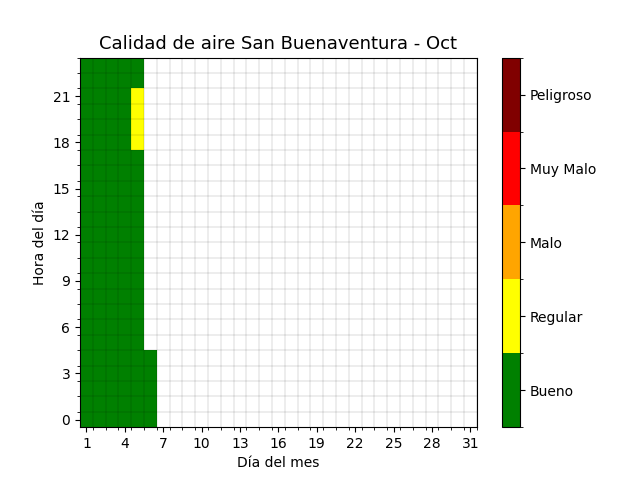 Calidad de aire San Buenaventura - Oct
Hora del día
21
18
15
12
9
6
3
0
1 4 7 10 13 16 19 22 25 28 31
Día del mes
Peligroso
Muy Malo
Malo
Regular
Bueno